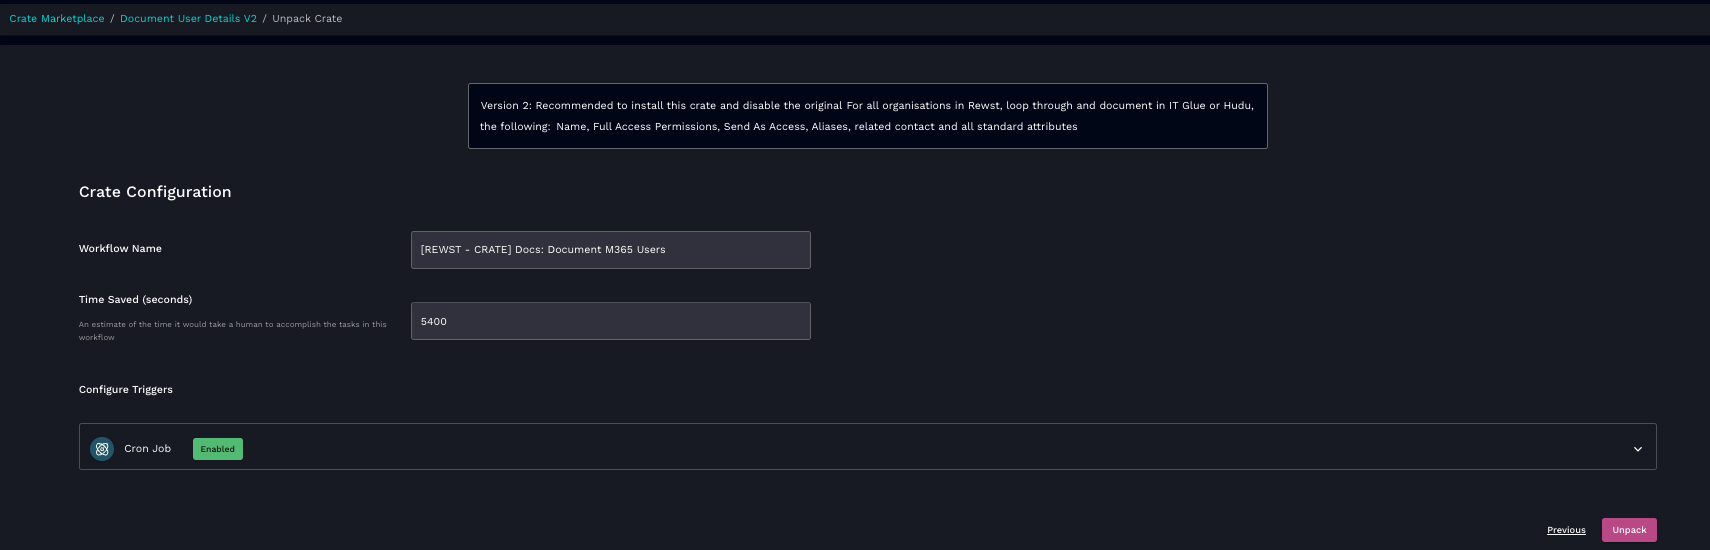 Crate Marketplace / Document User Details V2 / Unpack Crate
Version 2: Recommended to install this crate and disable the original For all organisations in Rewst, loop through and document in IT Glue or Hudu,
the following: Name, Full Access Permissions, Send As Access, Aliases, related contact and all standard attributes
Crate Configuration
Workflow Name
[REWST - CRATE] Docs: Document M365 Users
Time Saved (seconds)
An estimate of the time it would take a human to accomplish the tasks in this
workflow
5400
Configure Triggers
Cron Job Enabled
Previous Unpack